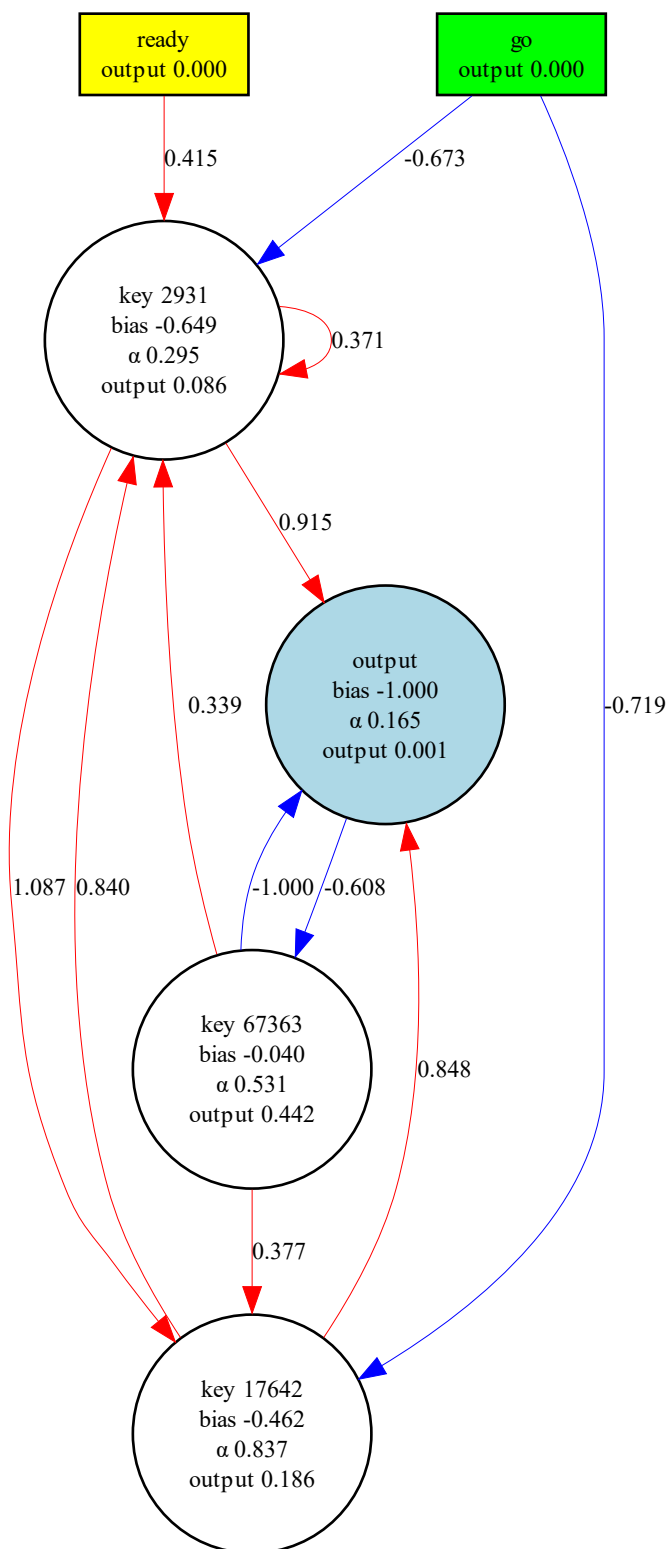 ready
output 0.000
go
output 0.000
0.415
-0.673
key 2931
bias -0.649
α 0.295
output 0.086
0.371
0.915
output
bias -1.000
α 0.165
output 0.001
0.339
-0.719
1.087
0.840
-1.000
-0.608
key 67363
bias -0.040
α 0.531
output 0.442
0.848
0.377
key 17642
bias -0.462
α 0.837
output 0.186